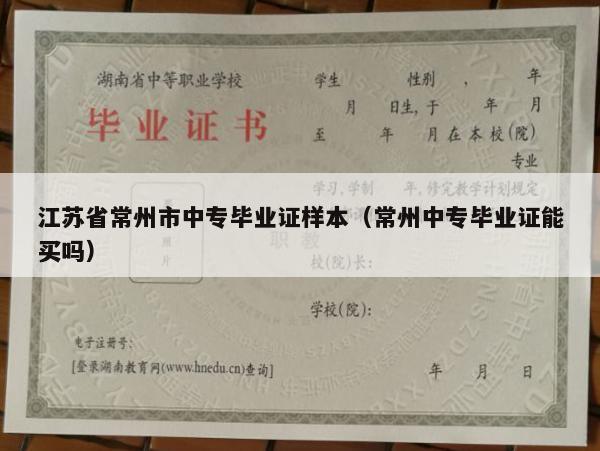 湖南省中等职业学校
毕业证书
学生 性别 , 年
月 日生, 于 年 月
至 年 月在本校(院)
专业
学习, 学制 年, 修完教学计划规定
江苏省常州市中专毕业证样本（常州中专毕业证能
买吗）
照片
职教
校(院)长:
学校(院):
电子注册号:
[登录湖南教育网(www.hnedu.cn)查询]
年 月 日